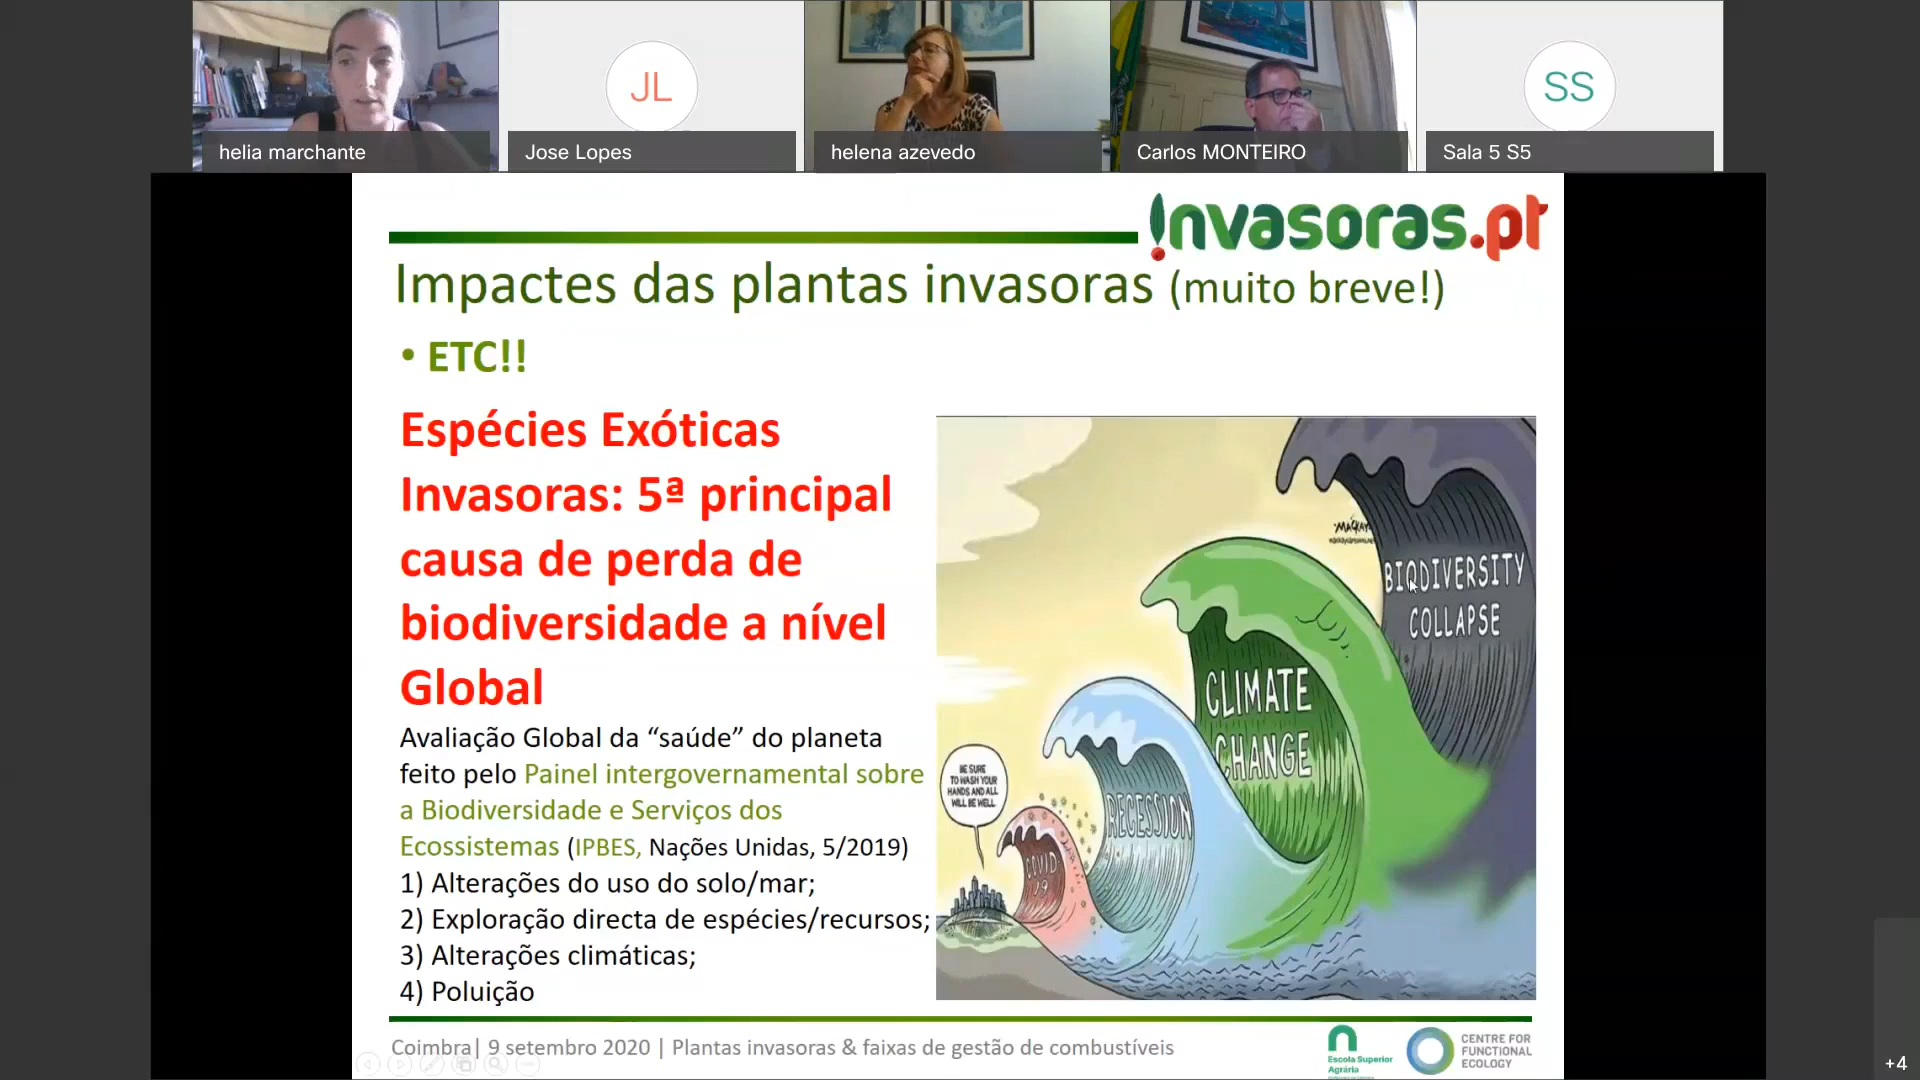 JL
SS
helia marchante
Jose Lopes
helena azevedo
Carlos MONTEIRO
Sala 5 S5
invasoras.pt
Impactes das plantas invasoras (muito breve!)
• ETC!!
Espécies Exóticas
Invasoras: 5ª principal
causa de perda de
biodiversidade a nível
Global
Avaliação Global da “saúde” do planeta
feito pelo Painel intergovernamental sobre
a Biodiversidade e Serviços dos
Ecossistemas (IPBES, Nações Unidas, 5/2019)
1) Alterações do uso do solo/mar;
2) Exploração directa de espécies/recursos;
3) Alterações climáticas;
4) Poluição
BE SURE
TO WASH YOUR
HANDS AND ALL
WILL BE WELL.
COVID
19
RECESSION
CLIMATE
CHANGE
MACKAY
BIODIVERSITY
COLLAPSE
Coimbra| 9 setembro 2020 | Plantas invasoras & faixas de gestão de combustíveis
Escola Superior
Agrária
CENTRE FOR
FUNCTIONAL
ECOLOGY
+4